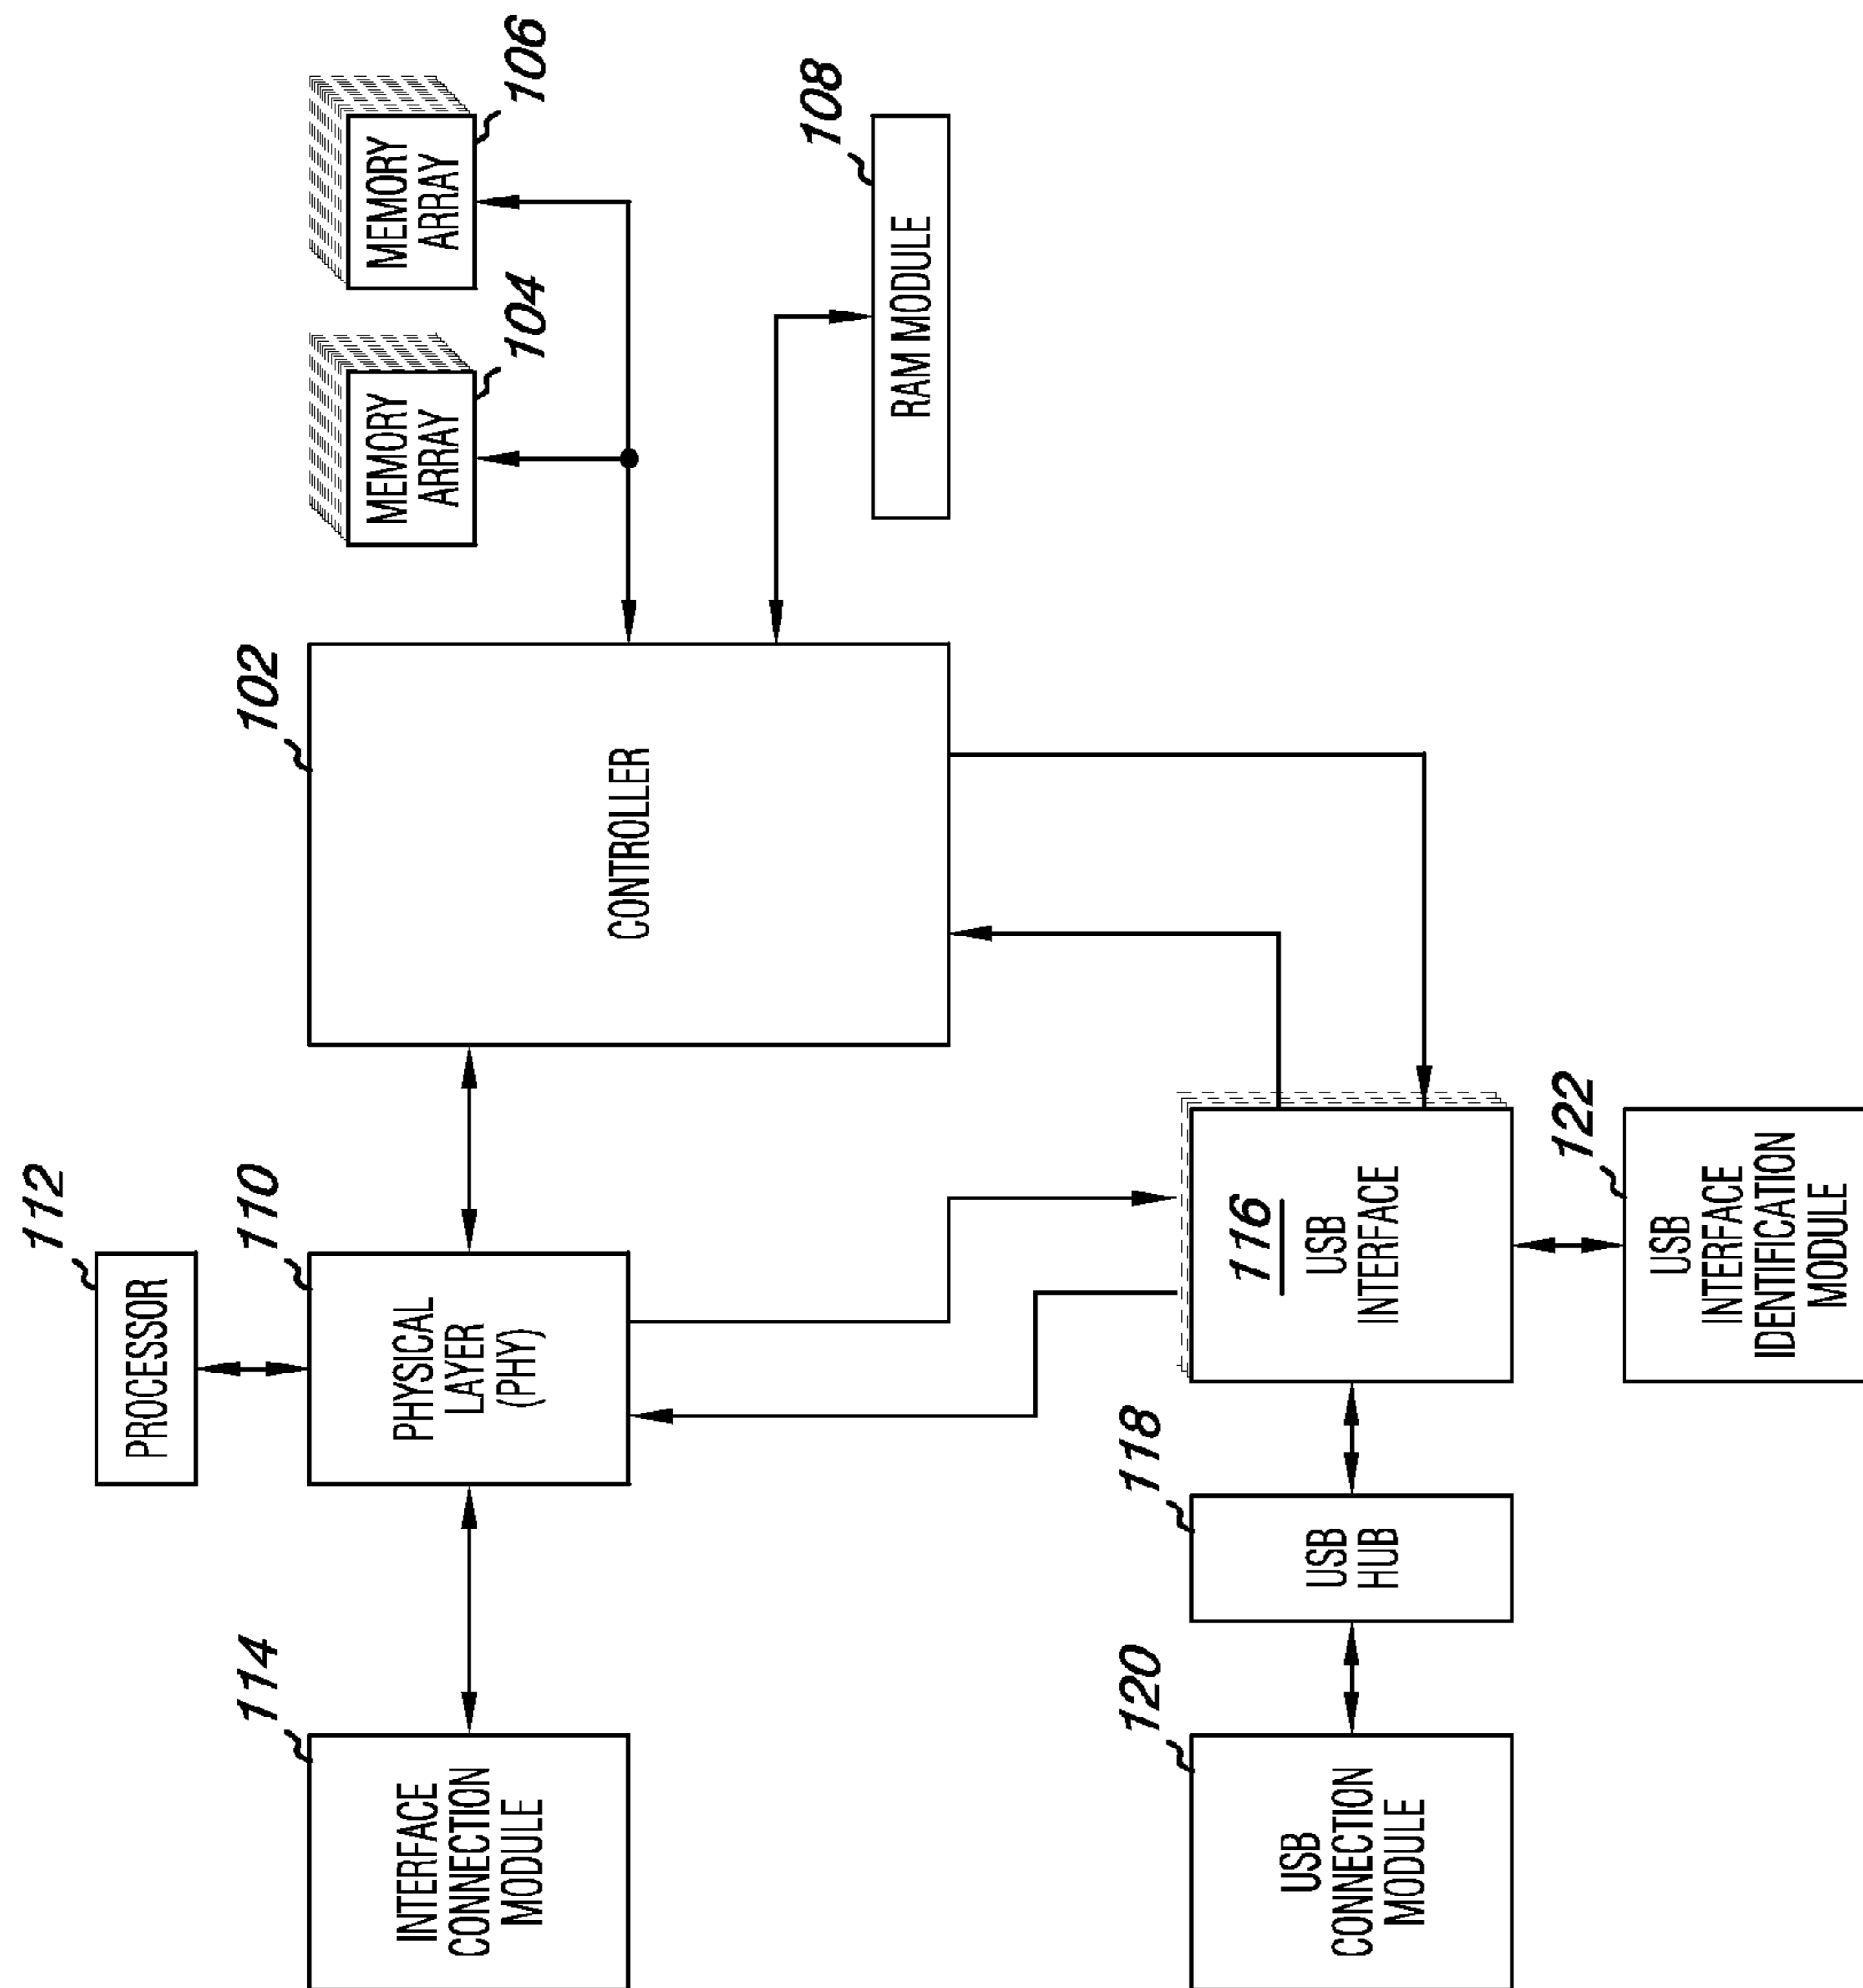 106
MEMORY
ARRAY
104
MEMORY
ARRAY
108
RAM MODULE
102
CONTROLLER
112
PROCESSOR
110
PHYSICAL
LAYER
(PHY)
114
INTERFACE
CONNECTION
MODULE
116
USB
INTERFACE
122
USB
INTERFACE
IDENTIFICATION
MODULE
118
USB
HUB
120
USB
CONNECTION
MODULE